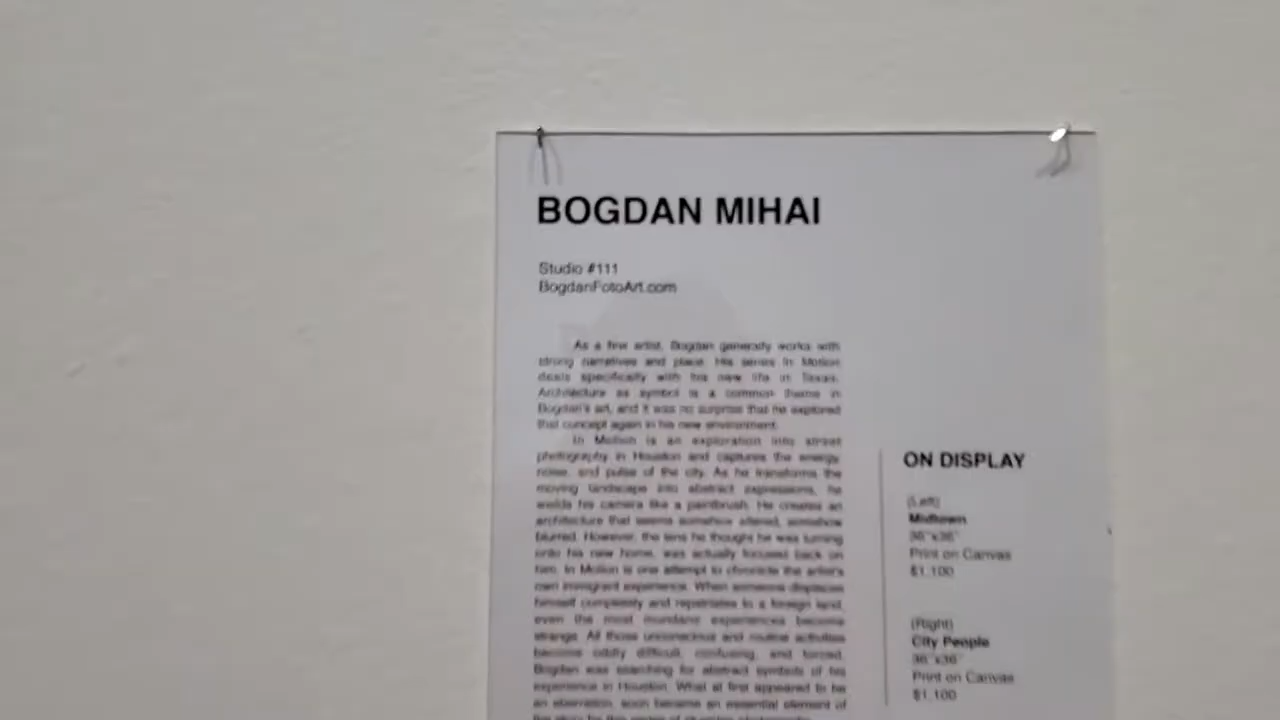 BOGDAN MIHAI
Studio #111
BogdanFotoArt.com
As a fine artist, Bogdan generally works with
strong narratives and place. His series In Motion
deals specifically with his new life in Texas.
Architecture as symbol is a common theme in
Bogdan's art, and it was no surprise that he explored
that concept again in his new environment.
In Motion is an exploration into street
photography in Houston and captures the energy,
noise, and pulse of the city. As he transforms the
moving landscape into abstract expressions, he
wields his camera like a paintbrush. He creates an
architecture that seems somehow altered, somehow
blurred. However, the lens he thought he was turning
onto his new home, was actually focused back on
him. In Motion is one attempt to chronicle the artist's
own immigrant experience. When someone displaces
himself completely and repatriates to a foreign land,
even the most mundane experiences become
strange. All those unconscious and routine activities
become oddly difficult, confusing, and forced.
Bogdan was searching for abstract symbols of his
experience in Houston. What at first appeared to be
an aberration, soon became an essential element of
ON DISPLAY
(Left)
Midtown
36"x36"
Print on Canvas
$1,100
(Right)
City People
36"x36"
Print on Canvas
$1,100